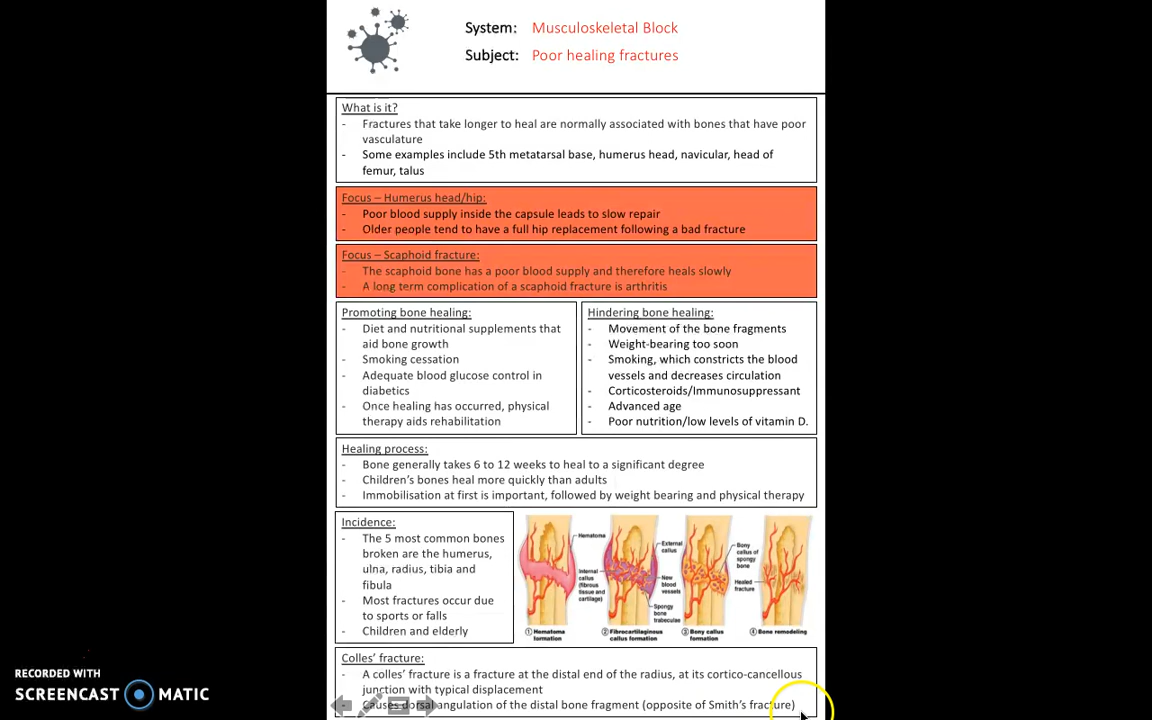 System: Musculoskeletal Block
Subject: Poor healing fractures
What is it?
- Fractures that take longer to heal are normally associated with bones that have poor
vasculature
- Some examples include 5th metatarsal base, humerus head, navicular, head of
femur, talus
Focus – Humerus head/hip:
- Poor blood supply inside the capsule leads to slow repair
- Older people tend to have a full hip replacement following a bad fracture
Focus – Scaphoid fracture:
- The scaphoid bone has a poor blood supply and therefore heals slowly
- A long term complication of a scaphoid fracture is arthritis
Promoting bone healing:
- Diet and nutritional supplements that
aid bone growth
- Smoking cessation
- Adequate blood glucose control in
diabetics
- Once healing has occurred, physical
therapy aids rehabilitation
Hindering bone healing:
- Movement of the bone fragments
- Weight-bearing too soon
- Smoking, which constricts the blood
vessels and decreases circulation
- Corticosteroids/Immunosuppressant
- Advanced age
- Poor nutrition/low levels of vitamin D.
Healing process:
- Bone generally takes 6 to 12 weeks to heal to a significant degree
- Children's bones heal more quickly than adults
- Immobilisation at first is important, followed by weight bearing and physical therapy
Incidence:
- The 5 most common bones
broken are the humerus,
ulna, radius, tibia and
fibula
- Most fractures occur due
to sports or falls
- Children and elderly
Hematoma
Internal
callus
(fibrous
tissue and
cartilage)
External
callus
New
blood
vessels
Spongy
bone
trabeculae
Bony
callus of
spongy
bone
Healed
fracture
① Hematoma
formation
② Fibrocartilaginous
callus formation
③ Bony callus
formation
④ Bone remodeling
Colles' fracture:
- A colles' fracture is a fracture at the distal end of the radius, at its cortico-cancellous
junction with typical displacement
- Causes dorsal angulation of the distal bone fragment (opposite of Smith's fracture)
RECORDED WITH
SCREENCAST MATIC